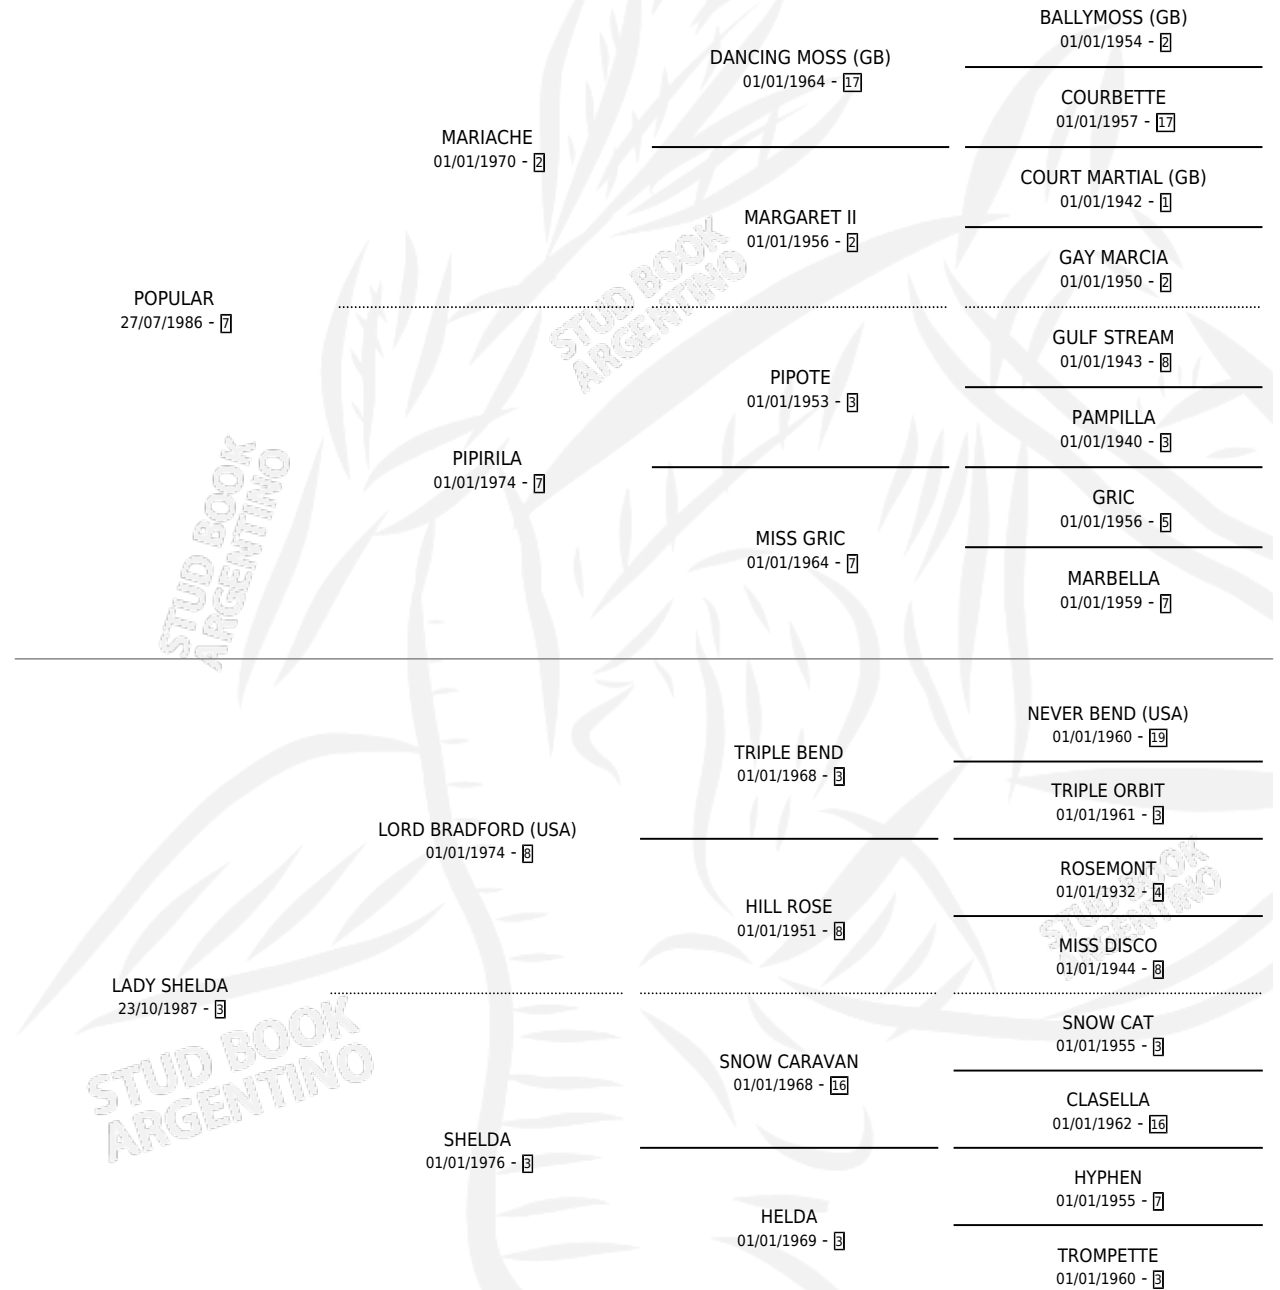 BALLYMOSS (GB)
01/01/1954 - 2
DANCING MOSS (GB)
01/01/1964 - 17
COURBETTE
01/01/1957 - 17
MARIACHE
01/01/1970 - 2
COURT MARTIAL (GB)
01/01/1942 - 1
MARGARET II
01/01/1956 - 2
GAY MARCIA
01/01/1950 - 2
POPULAR
27/07/1986 - 7
GULF STREAM
01/01/1943 - 8
PIPOTE
01/01/1953 - 3
PAMPILLA
01/01/1940 - 3
PIPIRILA
01/01/1974 - 7
GRIC
01/01/1956 - 5
MISS GRIC
01/01/1964 - 7
MARBELLA
01/01/1959 - 7
NEVER BEND (USA)
01/01/1960 - 19
TRIPLE BEND
01/01/1968 - 3
TRIPLE ORBIT
01/01/1961 - 3
LORD BRADFORD (USA)
01/01/1974 - 8
ROSEMONT
01/01/1932 - 4
HILL ROSE
01/01/1951 - 8
MISS DISCO
01/01/1944 - 8
LADY SHELDA
23/10/1987 - 3
SNOW CAT
01/01/1955 - 3
SNOW CARAVAN
01/01/1968 - 16
CLASELLA
01/01/1962 - 16
SHELDA
01/01/1976 - 3
HYPHEN
01/01/1955 - 7
HELDA
01/01/1969 - 3
TROMPETTE
01/01/1960 - 3
STUD BOOK
ARGENTINO
STUD BOOK
ARGENTINO
STUD BOOK
ARGENTINO
STUD BOOK
ARGENTINO